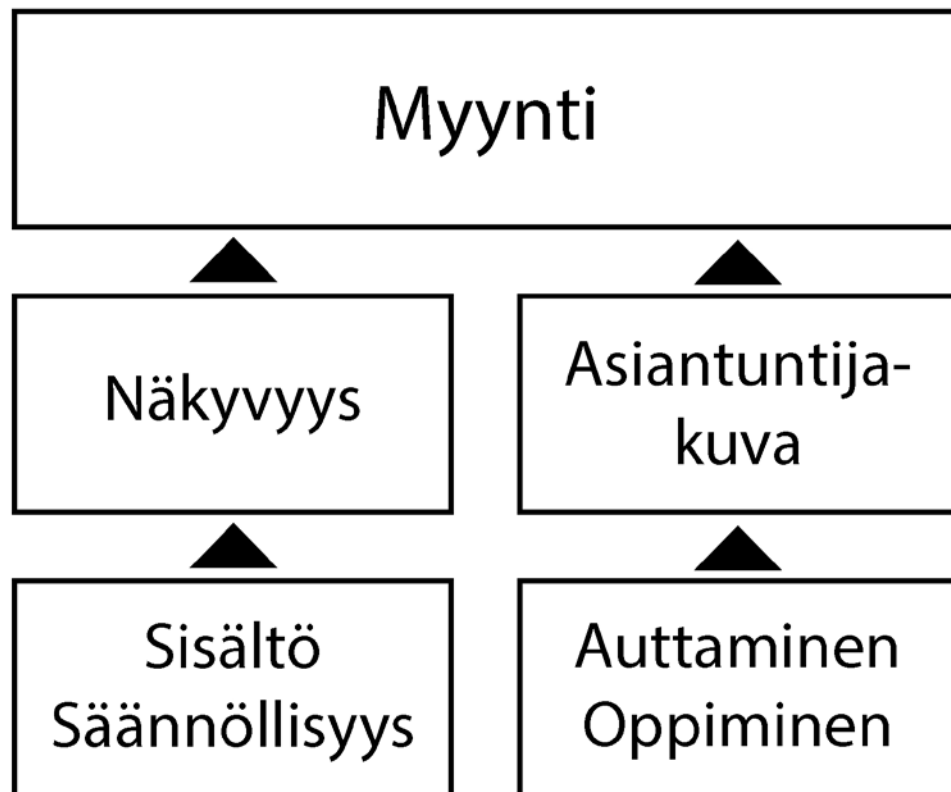 Myynti
Näkyvyys
Asiantuntija-
kuva
Sisältö
Säännöllisyys
Auttaminen
Oppiminen